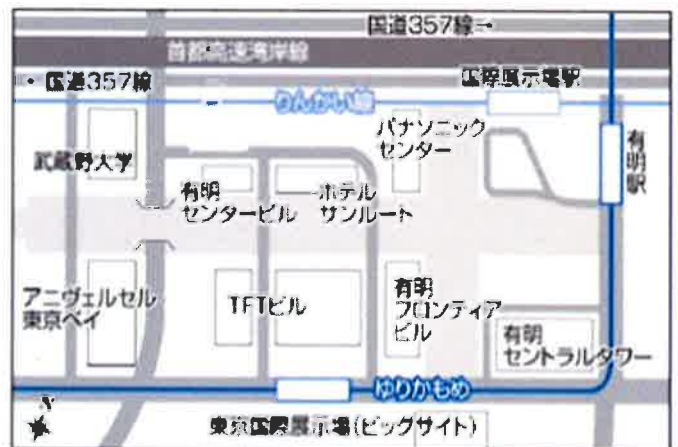 国道357線
首都高速湾岸線
国道357線
国際展示場駅
りんかい線
パナソニック
センター
有明駅
武蔵野大学
有明
センタービル
ホテル
サンルート
アニヴェルセル
東京ベイ
TFTビル
有明
フロンティア
ビル
有明
セントラルタワー
ゆりかもめ
東京国際展示場(ビッグサイト)
N